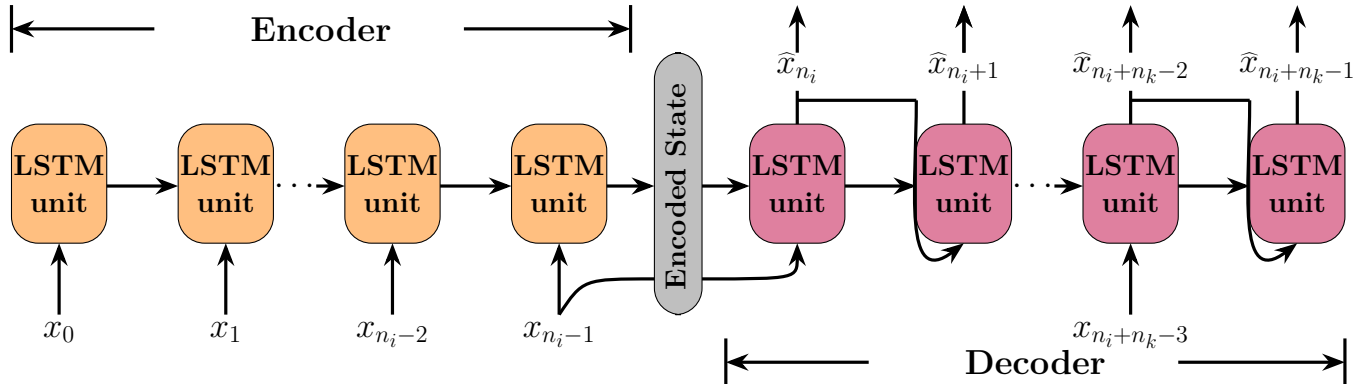 Encoder
x̂_{n_i}
x̂_{n_i+1}
x̂_{n_i+n_k-2}
x̂_{n_i+n_k-1}
LSTM
unit
LSTM
unit
...
LSTM
unit
LSTM
unit
Encoded State
LSTM
unit
LSTM
unit
...
LSTM
unit
LSTM
unit
x_0
x_1
x_{n_i-2}
x_{n_i-1}
x_{n_i+n_k-3}
Decoder